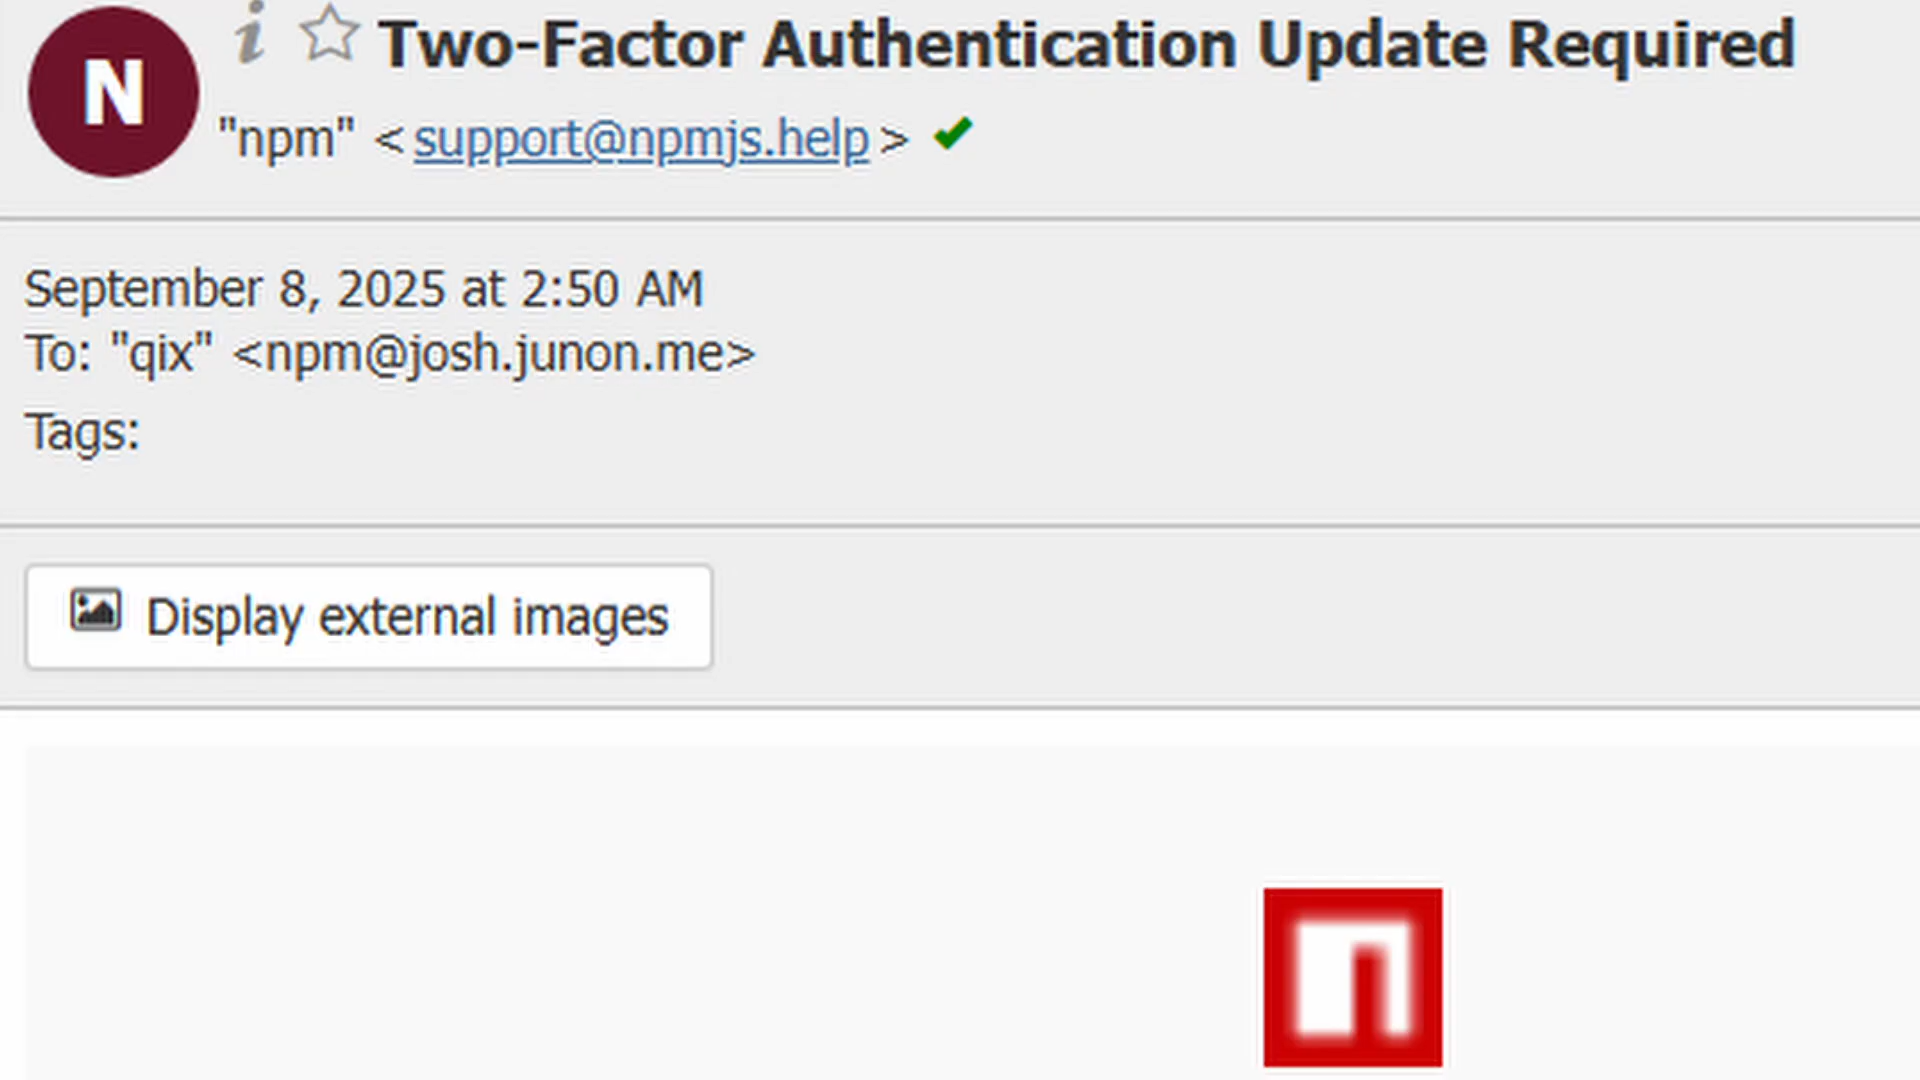 N
Two-Factor Authentication Update Required
"npm" <support@npmjs.help>
September 8, 2025 at 2:50 AM
To: "qix" <npm@josh.junon.me>
Tags:
Display external images